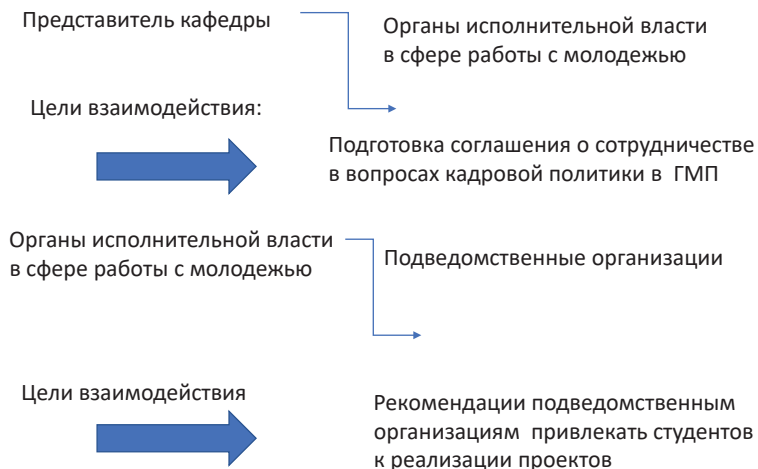 Представитель кафедры
Органы исполнительной власти
в сфере работы с молодежью
Цели взаимодействия:
Подготовка соглашения о сотрудничестве
в вопросах кадровой политики в ГМП
Органы исполнительной власти
в сфере работы с молодежью
Подведомственные организации
Цели взаимодействия
Рекомендации подведомственным
организациям привлекать студентов
к реализации проектов